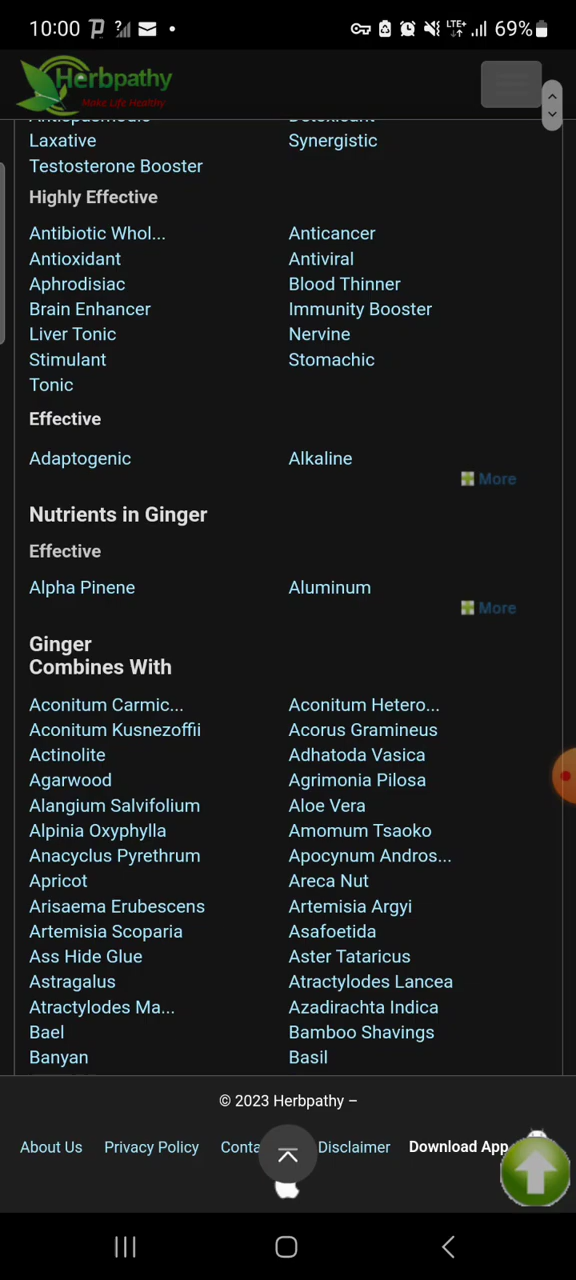 10:00
LTE+
69%
Herbpathy
Make Life Healthy
Antispasmodic Detoxicant
Laxative Synergistic
Testosterone Booster
Highly Effective
Antibiotic Whol... Anticancer
Antioxidant Antiviral
Aphrodisiac Blood Thinner
Brain Enhancer Immunity Booster
Liver Tonic Nervine
Stimulant Stomachic
Tonic
Effective
Adaptogenic Alkaline
More
Nutrients in Ginger
Effective
Alpha Pinene Aluminum
More
Ginger
Combines With
Aconitum Carmic... Aconitum Hetero...
Aconitum Kusnezoffii Acorus Gramineus
Actinolite Adhatoda Vasica
Agarwood Agrimonia Pilosa
Alangium Salvifolium Aloe Vera
Alpinia Oxyphylla Amomum Tsaoko
Anacyclus Pyrethrum Apocynum Andros...
Apricot Areca Nut
Arisaema Erubescens Artemisia Argyi
Artemisia Scoparia Asafoetida
Ass Hide Glue Aster Tataricus
Astragalus Atractylodes Lancea
Atractylodes Ma... Azadirachta Indica
Bael Bamboo Shavings
Banyan Basil
© 2023 Herbpathy –
About Us Privacy Policy Conta Disclaimer Download App